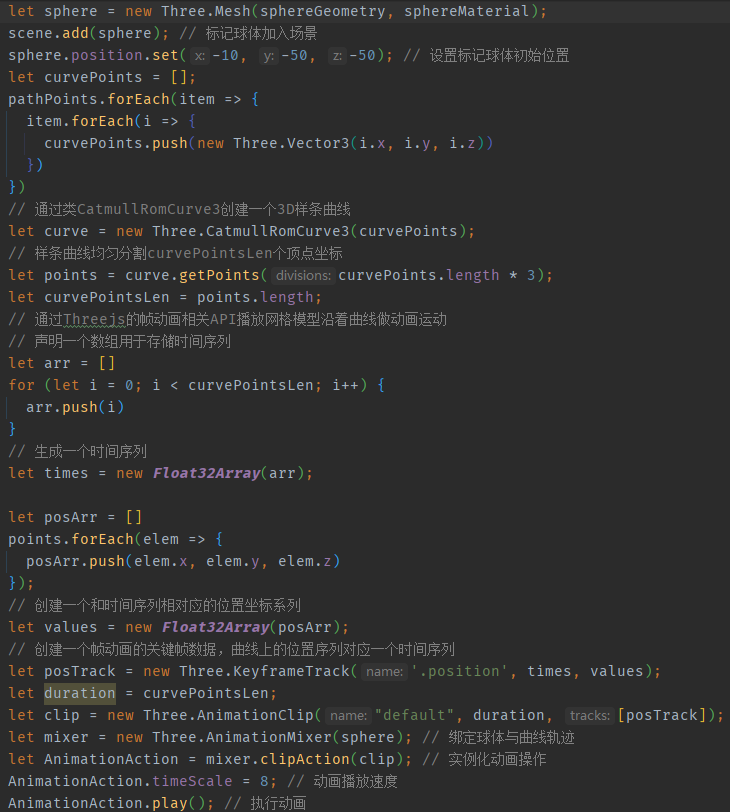 let sphere = new Three.Mesh(sphereGeometry, sphereMaterial);
scene.add(sphere); // 标记球体加入场景
sphere.position.set( x: -10, y: -50, z: -50); // 设置标记球体初始位置
let curvePoints = [];
pathPoints.forEach(item => {
  item.forEach(i => {
    curvePoints.push(new Three.Vector3(i.x, i.y, i.z))
  })
})
// 通过类CatmullRomCurve3创建一个3D样条曲线
let curve = new Three.CatmullRomCurve3(curvePoints);
// 样条曲线均匀分割curvePointsLen个顶点坐标
let points = curve.getPoints( divisions: curvePoints.length * 3);
let curvePointsLen = points.length;
// 通过Threejs的帧动画相关API播放网格模型沿着曲线做动画运动
// 声明一个数组用于存储时间序列
let arr = []
for (let i = 0; i < curvePointsLen; i++) {
  arr.push(i)
}
// 生成一个时间序列
let times = new Float32Array(arr);

let posArr = []
points.forEach(elem => {
  posArr.push(elem.x, elem.y, elem.z)
});
// 创建一个和时间序列相对应的位置坐标系列
let values = new Float32Array(posArr);
// 创建一个帧动画的关键帧数据，曲线上的位置序列对应一个时间序列
let posTrack = new Three.KeyframeTrack( name: '.position', times, values);
let duration = curvePointsLen;
let clip = new Three.AnimationClip( name: "default", duration, tracks: [posTrack]);
let mixer = new Three.AnimationMixer(sphere); // 绑定球体与曲线轨迹
let AnimationAction = mixer.clipAction(clip); // 实例化动画操作
AnimationAction.timeScale = 8; // 动画播放速度
AnimationAction.play(); // 执行动画